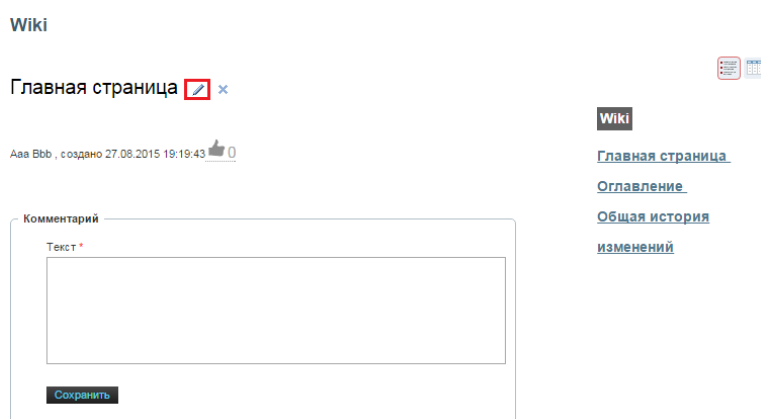 Wiki
Главная страница
Aaa Bbb , создано 27.08.2015 19:19:43 0
Комментарий
Текст *
Сохранить
Wiki
Главная страница
Оглавление
Общая история
изменений